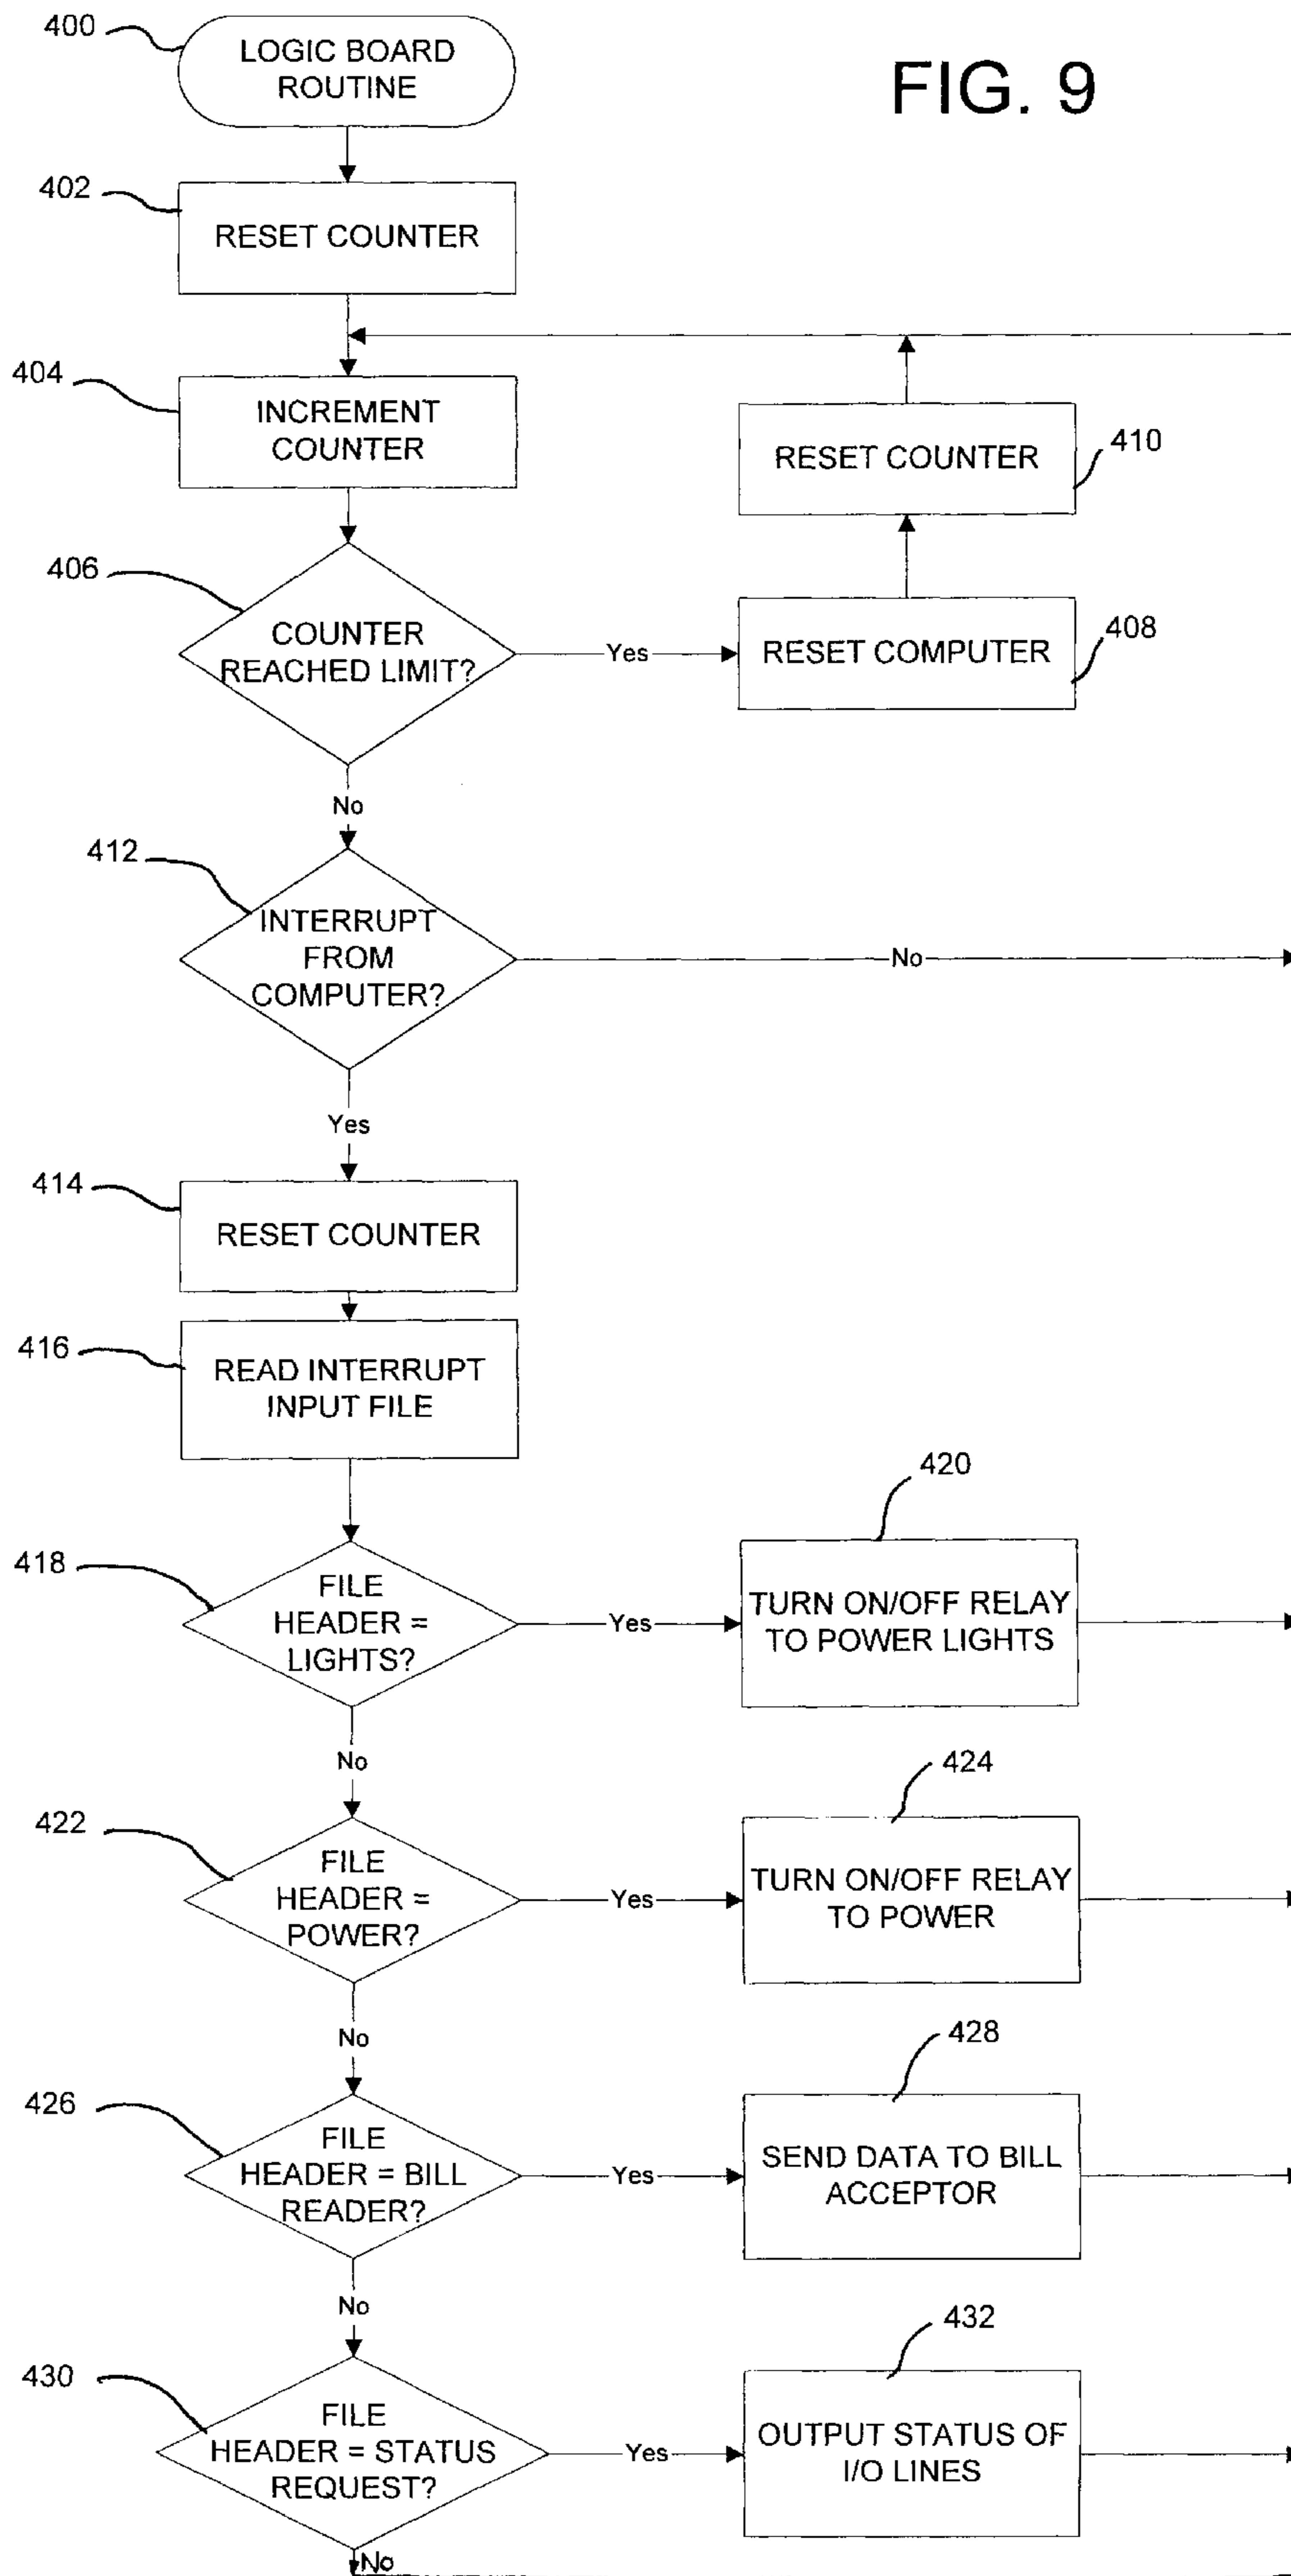 400
LOGIC BOARD
ROUTINE
FIG. 9
402
RESET COUNTER
404
INCREMENT
COUNTER
RESET COUNTER
410
406
COUNTER
REACHED LIMIT?
Yes
RESET COMPUTER
408
No
412
INTERRUPT
FROM
COMPUTER?
No
Yes
414
RESET COUNTER
416
READ INTERRUPT
INPUT FILE
418
FILE
HEADER =
LIGHTS?
Yes
420
TURN ON/OFF RELAY
TO POWER LIGHTS
No
422
FILE
HEADER =
POWER?
Yes
424
TURN ON/OFF RELAY
TO POWER
No
426
FILE
HEADER = BILL
READER?
Yes
428
SEND DATA TO BILL
ACCEPTOR
No
430
FILE
HEADER = STATUS
REQUEST?
Yes
432
OUTPUT STATUS OF
I/O LINES
No